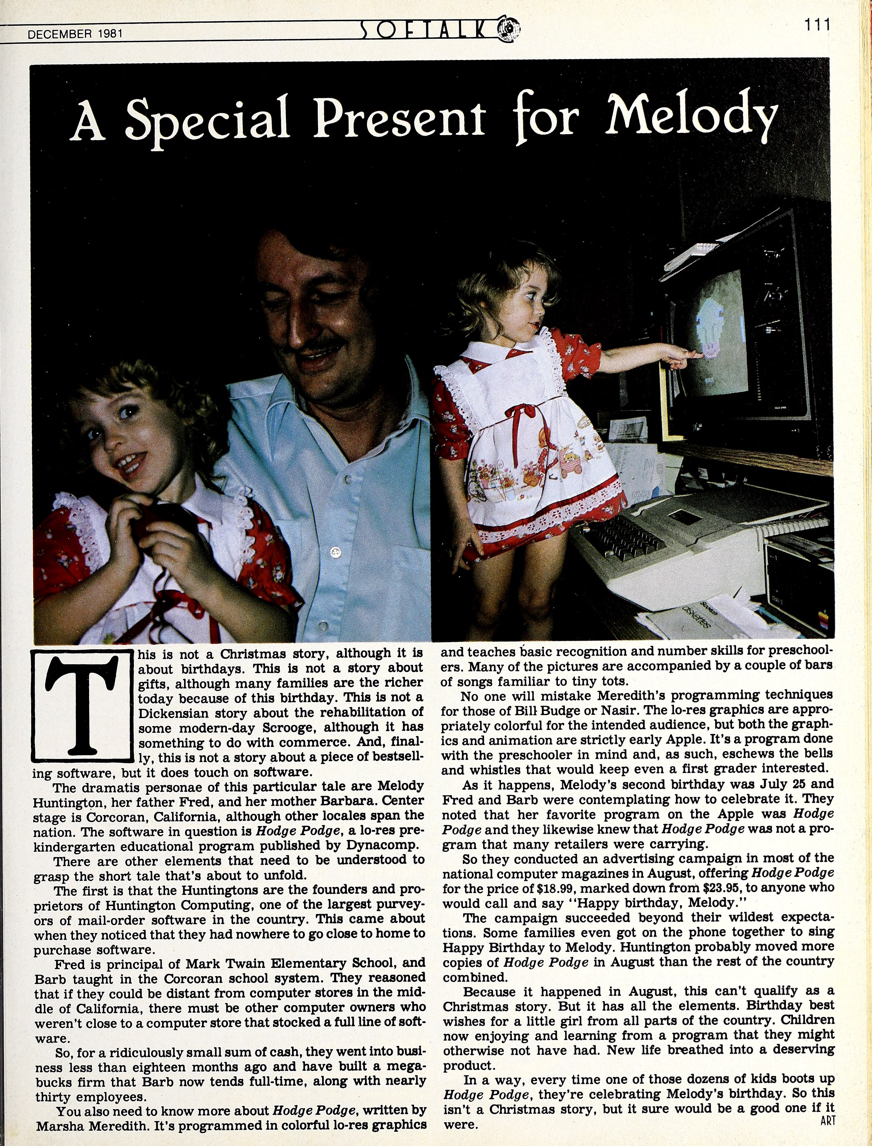 DECEMBER 1981
SOFTALK
111
A Special Present for Melody
This is not a Christmas story, although it is
about birthdays. This is not a story about
gifts, although many families are the richer
today because of this birthday. This is not a
Dickensian story about the rehabilitation of
some modern-day Scrooge, although it has
something to do with commerce. And, final-
ly, this is not a story about a piece of bestsell-
ing software, but it does touch on software.
The dramatis personae of this particular tale are Melody
Huntington, her father Fred, and her mother Barbara. Center
stage is Corcoran, California, although other locales span the
nation. The software in question is Hodge Podge, a lo-res pre-
kindergarten educational program published by Dynacomp.
There are other elements that need to be understood to
grasp the short tale that's about to unfold.
The first is that the Huntingtons are the founders and pro-
prietors of Huntington Computing, one of the largest purvey-
ors of mail-order software in the country. This came about
when they noticed that they had nowhere to go close to home to
purchase software.
Fred is principal of Mark Twain Elementary School, and
Barb taught in the Corcoran school system. They reasoned
that if they could be distant from computer stores in the mid-
dle of California, there must be other computer owners who
weren't close to a computer store that stocked a full line of soft-
ware.
So, for a ridiculously small sum of cash, they went into busi-
ness less than eighteen months ago and have built a mega-
bucks firm that Barb now tends full-time, along with nearly
thirty employees.
You also need to know more about Hodge Podge, written by
Marsha Meredith. It's programmed in colorful lo-res graphics
and teaches basic recognition and number skills for preschool-
ers. Many of the pictures are accompanied by a couple of bars
of songs familiar to tiny tots.
No one will mistake Meredith's programming techniques
for those of Bill Budge or Nasir. The lo-res graphics are appro-
priately colorful for the intended audience, but both the graph-
ics and animation are strictly early Apple. It's a program done
with the preschooler in mind and, as such, eschews the bells
and whistles that would keep even a first grader interested.
As it happens, Melody's second birthday was July 25 and
Fred and Barb were contemplating how to celebrate it. They
noted that her favorite program on the Apple was Hodge
Podge and they likewise knew that Hodge Podge was not a pro-
gram that many retailers were carrying.
So they conducted an advertising campaign in most of the
national computer magazines in August, offering Hodge Podge
for the price of $18.99, marked down from $23.95, to anyone who
would call and say "Happy birthday, Melody."
The campaign succeeded beyond their wildest expecta-
tions. Some families even got on the phone together to sing
Happy Birthday to Melody. Huntington probably moved more
copies of Hodge Podge in August than the rest of the country
combined.
Because it happened in August, this can't qualify as a
Christmas story. But it has all the elements. Birthday best
wishes for a little girl from all parts of the country. Children
now enjoying and learning from a program that they might
otherwise not have had. New life breathed into a deserving
product.
In a way, every time one of those dozens of kids boots up
Hodge Podge, they're celebrating Melody's birthday. So this
isn't a Christmas story, but it sure would be a good one if it
were.
ART